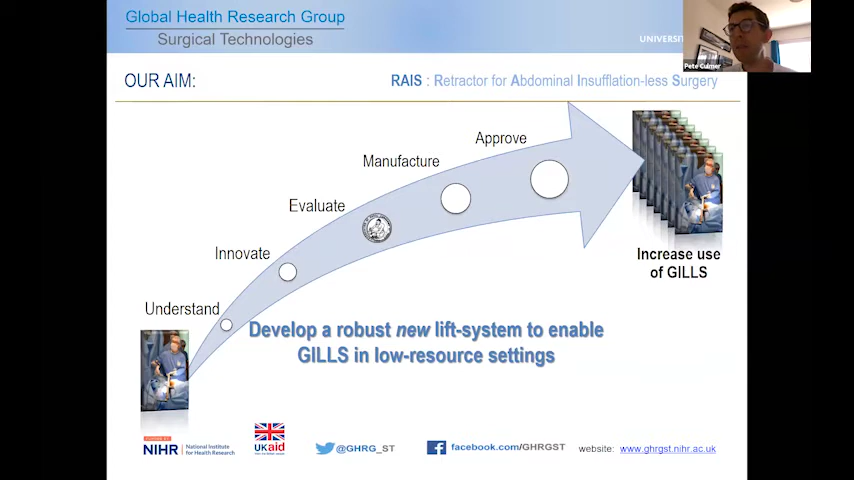 Global Health Research Group
Surgical Technologies
UNIVERSIT
Pete Culmer
OUR AIM:
RAIS : Retractor for Abdominal Insufflation-less Surgery
Approve
Manufacture
Evaluate
Innovate
Understand
Increase use
of GILLS
Develop a robust new lift-system to enable
GILLS in low-resource settings
NIHR
National Institute
for Health Research
UKaid
@GHRG_ST
facebook.com/GHRGST
website: www.ghrgst.nihr.ac.uk